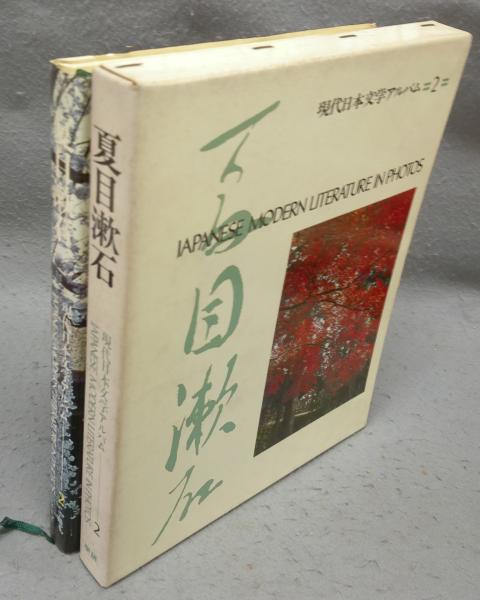 現代日本文学アルバム=2=
夏目漱石
JAPANESE MODERN LITERATURE IN PHOTOS
夏目漱石
現代日本文学アルバム
JAPANESE MODERN LITERATURE IN PHOTOS
2
学研